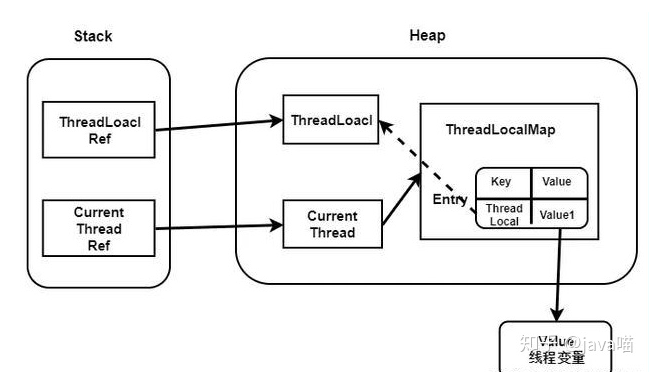 Stack
Heap
ThreadLoacl
Ref
ThreadLoacl
ThreadLocalMap
Key
Value
Entry
Thread
Local
Value1
Current
Thread
Ref
Current
Thread
Value
线程变量
知乎 @java喵